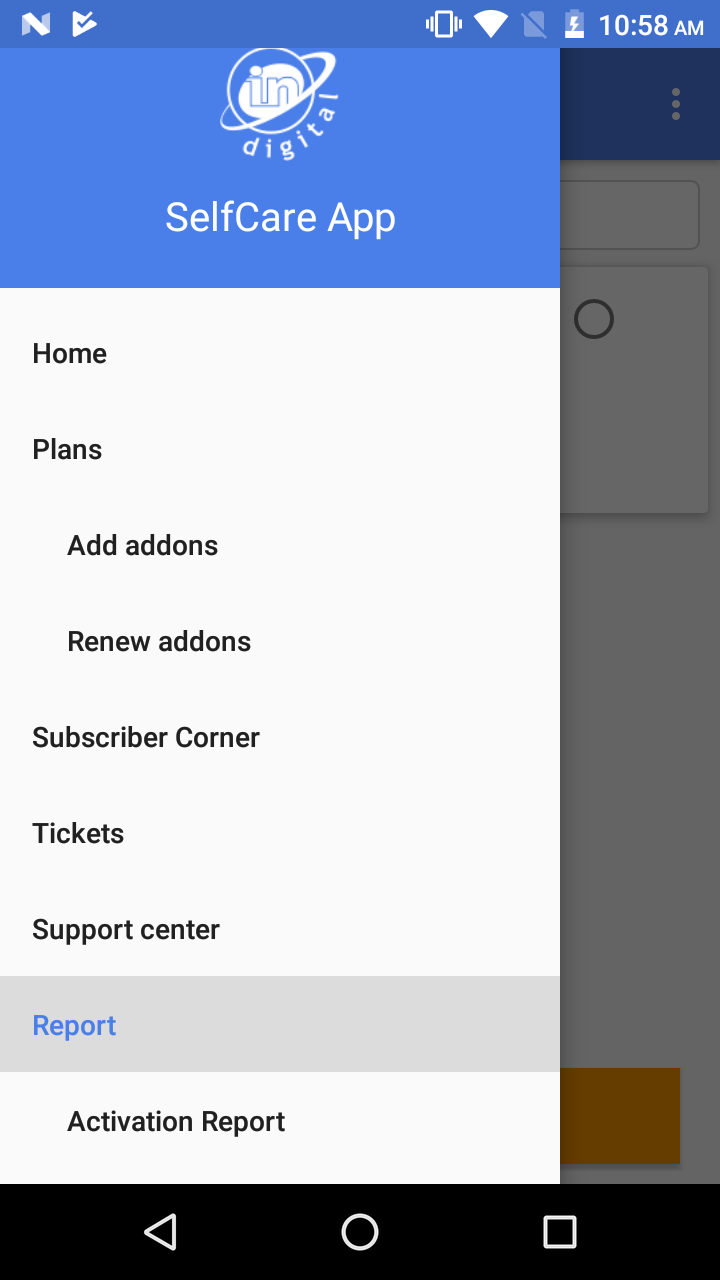 10:58 AM
in
digital
SelfCare App
Home
Plans
Add addons
Renew addons
Subscriber Corner
Tickets
Support center
Report
Activation Report